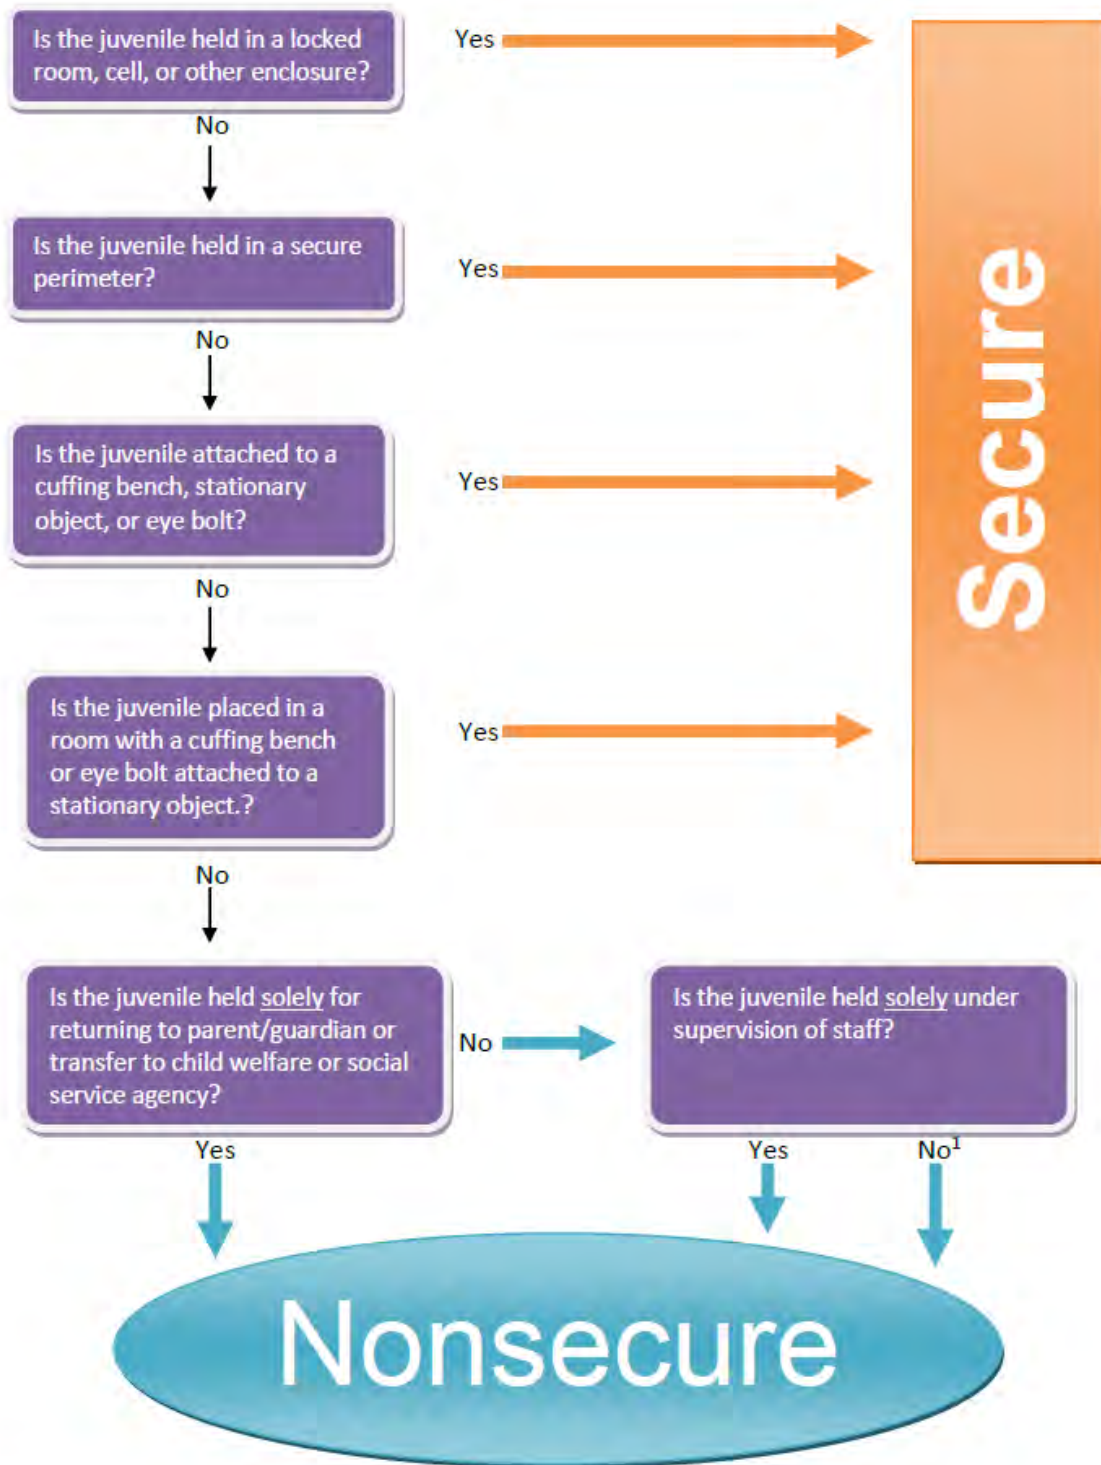 Is the juvenile held in a locked
room, cell, or other enclosure?
Yes
No
Is the juvenile held in a secure
perimeter?
Yes
No
Is the juvenile attached to a
cuffing bench, stationary
object, or eye bolt?
Yes
No
Is the juvenile placed in a
room with a cuffing bench
or eye bolt attached to a
stationary object.?
Yes
No
Secure
Is the juvenile held solely for
returning to parent/guardian or
transfer to child welfare or social
service agency?
No
Is the juvenile held solely under
supervision of staff?
Yes
Yes
No¹
Nonsecure